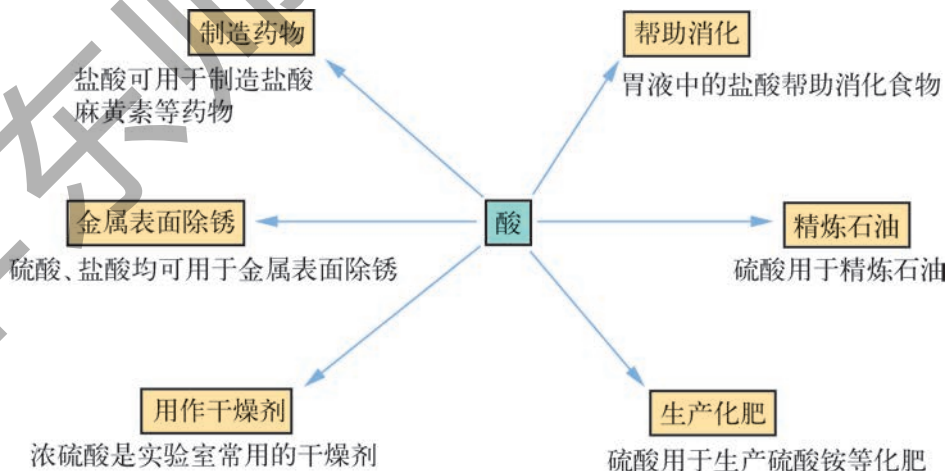 制造药物
盐酸可用于制造盐酸
麻黄素等药物
帮助消化
胃液中的盐酸帮助消化食物
金属表面除锈
硫酸、盐酸均可用于金属表面除锈
酸
精炼石油
硫酸用于精炼石油
用作干燥剂
浓硫酸是实验室常用的干燥剂
生产化肥
硫酸用于生产硫酸铵等化肥